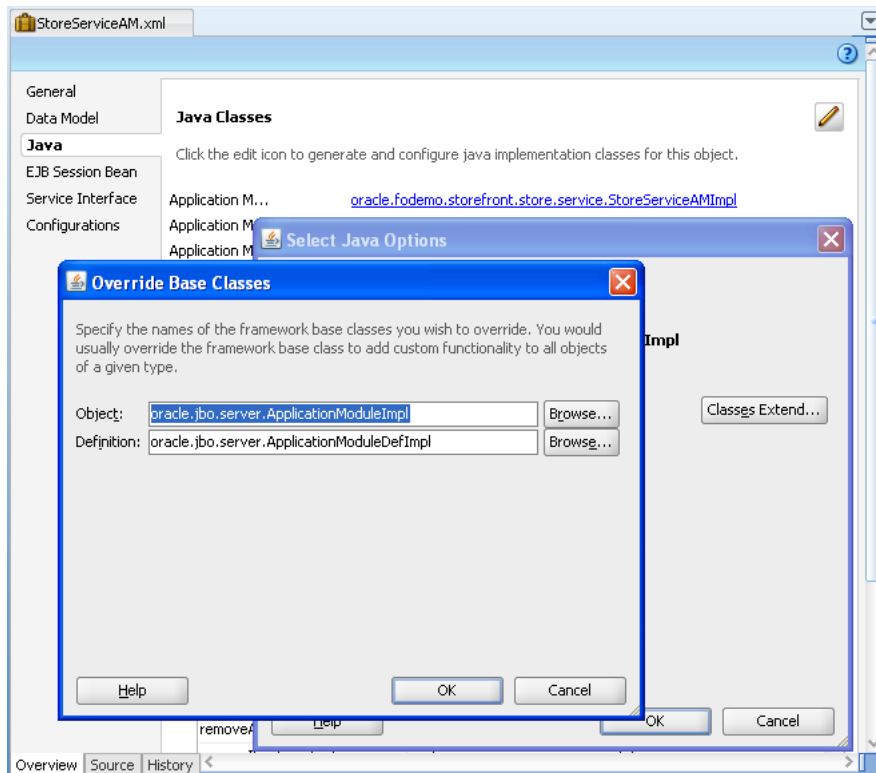 StoreServiceAM.xml
General
Data Model
Java
EJB Session Bean
Service Interface
Configurations
Java Classes
Click the edit icon to generate and configure java implementation classes for this object.
Application M... oracle.fodemo.storefront.store.service.StoreServiceAMImpl
Application M
Application M
Select Java Options
Impl
Classes Extend...
Override Base Classes
Specify the names of the framework base classes you wish to override. You would
usually override the framework base class to add custom functionality to all objects
of a given type.
Object: oracle.jbo.server.ApplicationModuleImpl Browse...
Definition: oracle.jbo.server.ApplicationModuleDefImpl Browse...
Help OK Cancel
Help OK Cancel
removeA
Overview Source History